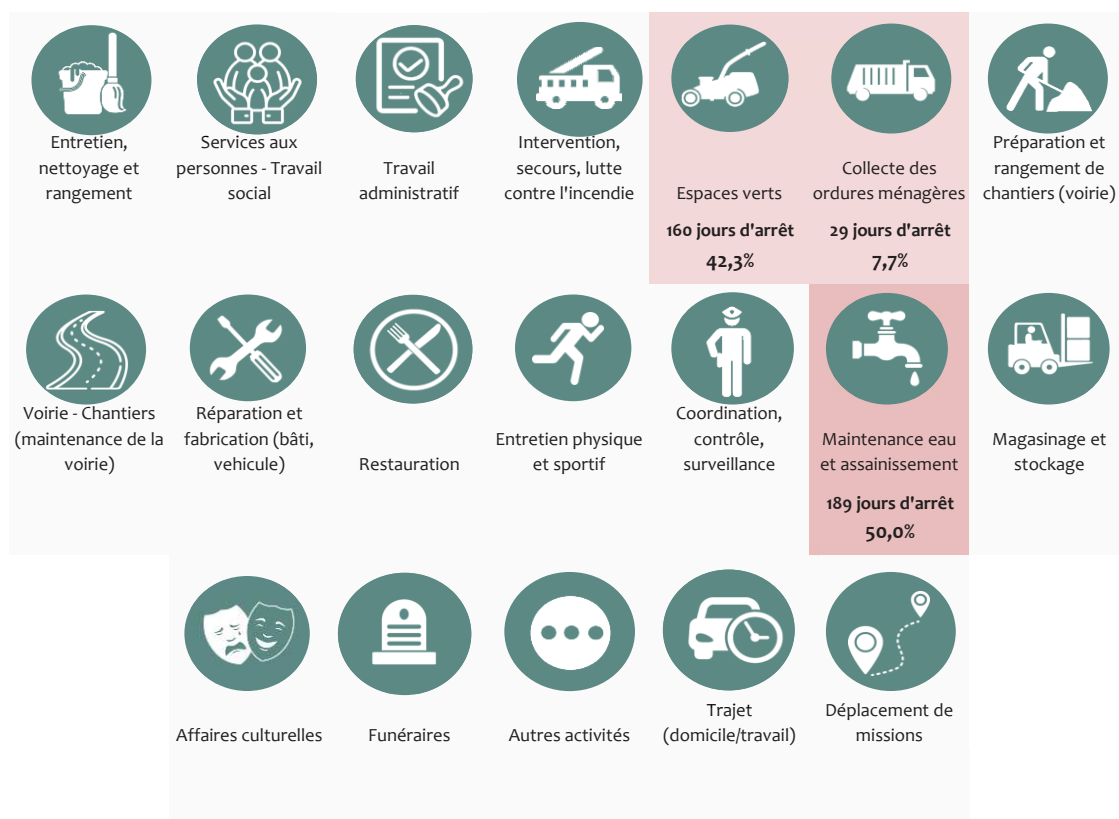 Entretien,
nettoyage et
rangement
Services aux
personnes - Travail
social
Travail
administratif
Intervention,
secours, lutte
contre l'incendie
Espaces verts
160 jours d'arrêt
42,3%
Collecte des
ordures ménagères
29 jours d'arrêt
7,7%
Préparation et
rangement de
chantiers (voirie)
Voirie - Chantiers
(maintenance de la
voirie)
Réparation et
fabrication (bâti,
vehicule)
Restauration
Entretien physique
et sportif
Coordination,
contrôle,
surveillance
Maintenance eau
et assainissement
189 jours d'arrêt
50,0%
Magasinage et
stockage
Affaires culturelles
Funéraires
Autres activités
Trajet
(domicile/travail)
Déplacement de
missions